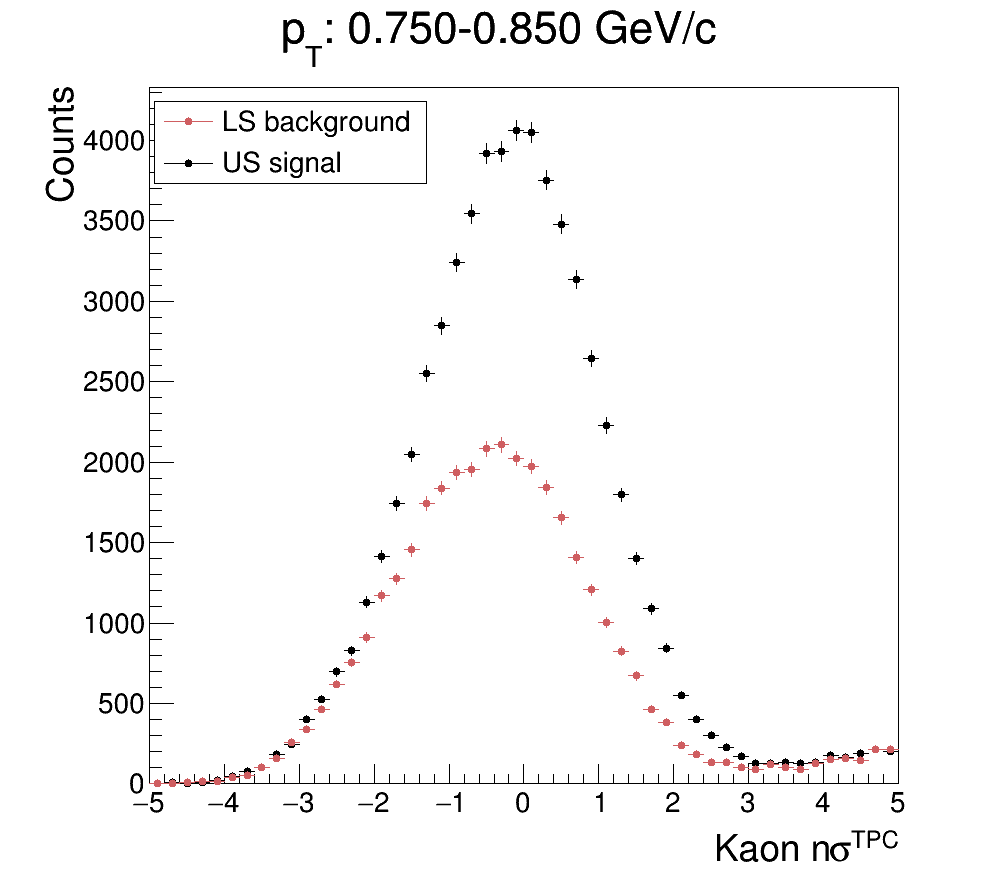 p_T: 0.750-0.850 GeV/c
Counts
LS background
US signal
4000
3500
3000
2500
2000
1500
1000
500
0
−5 −4 −3 −2 −1 0 1 2 3 4 5
Kaon nσ^TPC